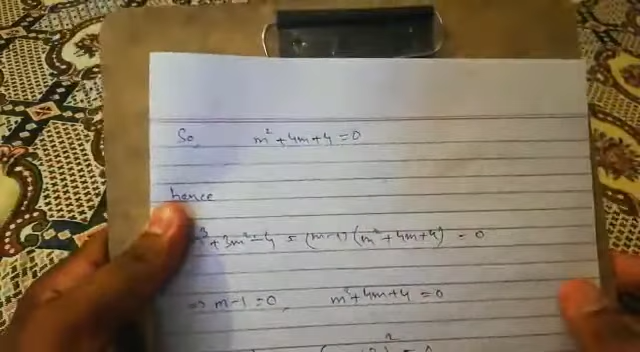 So, m² + 4m + 4 = 0
hence
m³ + 3m² - 4 = (m-1) (m² + 4m + 4) = 0
⇒ m-1 = 0, m² + 4m + 4 = 0